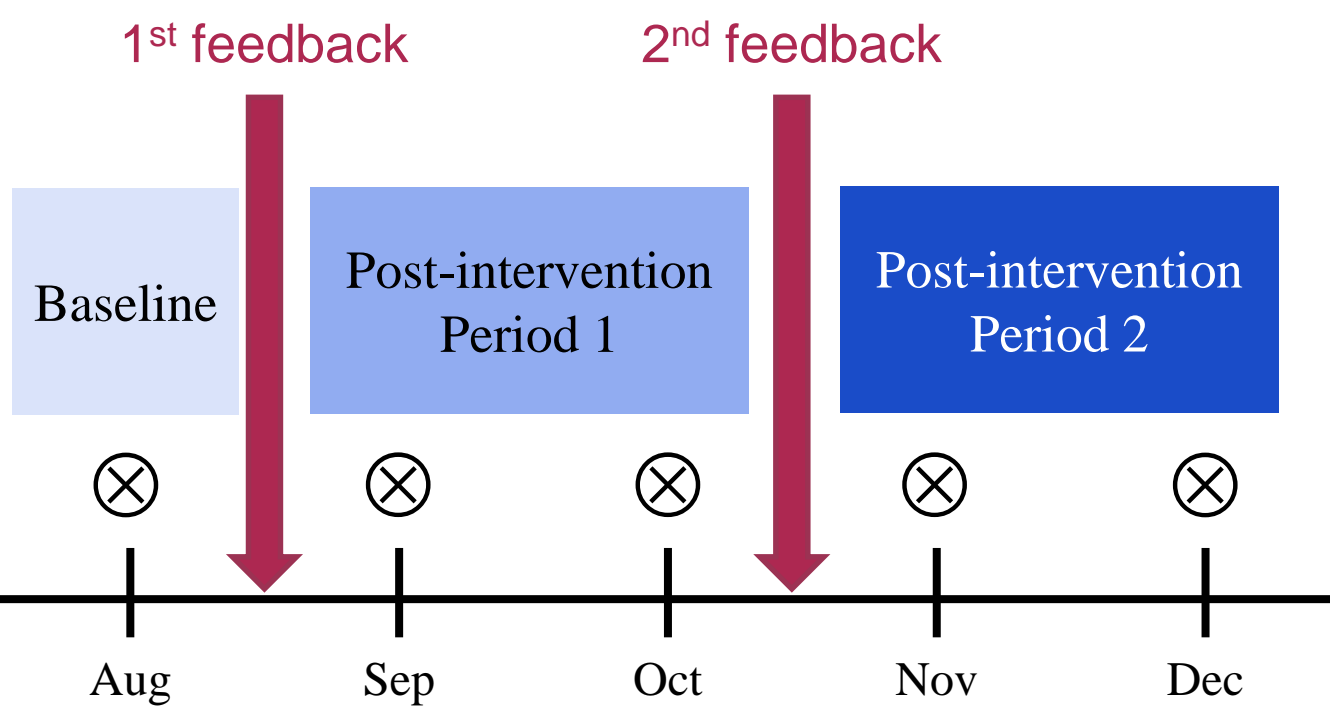 1st feedback
2nd feedback
Baseline
Post-intervention
Period 1
Post-intervention
Period 2
Aug
Sep
Oct
Nov
Dec